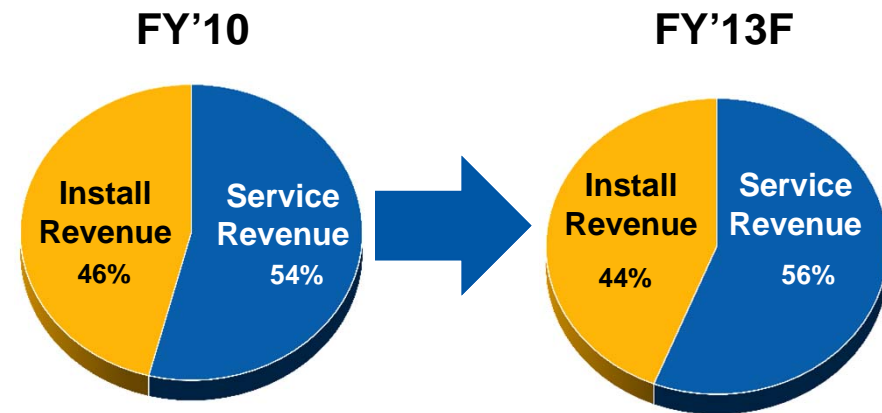 FY’10
Install
Revenue
46%
Service
Revenue
54%
FY’13F
Install
Revenue
44%
Service
Revenue
56%